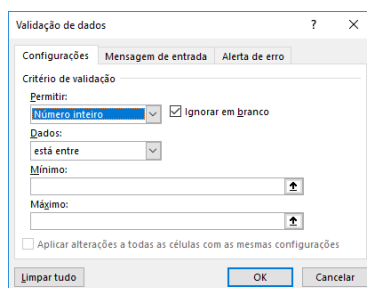 Validação de dados ? ×
Configurações Mensagem de entrada Alerta de erro
Critério de validação
Permitir:
Número inteiro Ignorar em branco
Dados:
está entre
Mínimo:
Máximo:
Aplicar alterações a todas as células com as mesmas configurações
Limpar tudo OK Cancelar